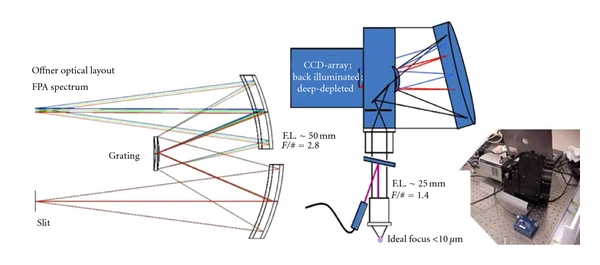 Offner optical layout
FPA spectrum
Grating
Slit
CCD-array;
back illuminated;
deep-depleted
F.L. ~ 50 mm
F/# = 2.8
F.L. ~ 25 mm
F/# = 1.4
Ideal focus <10 µm